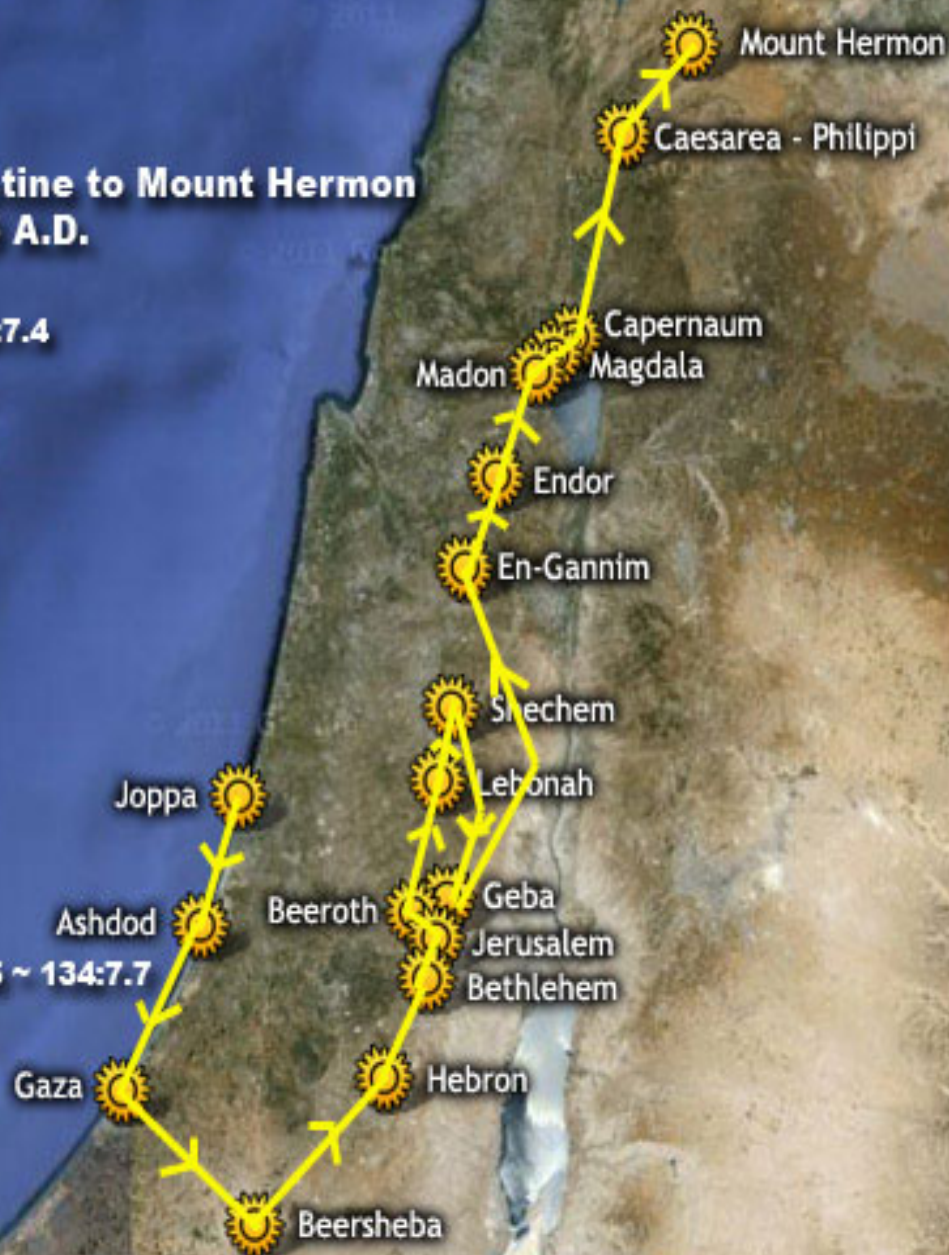 Mount Hermon
Caesarea - Philippi
tine to Mount Hermon
A.D.
:7.4
Capernaum
Magdala
Madon
Endor
En-Gannim
Shechem
Lebonah
Joppa
Geba
Beeroth
Ashdod
Jerusalem
~ 134:7.7
Bethlehem
Hebron
Gaza
Beersheba